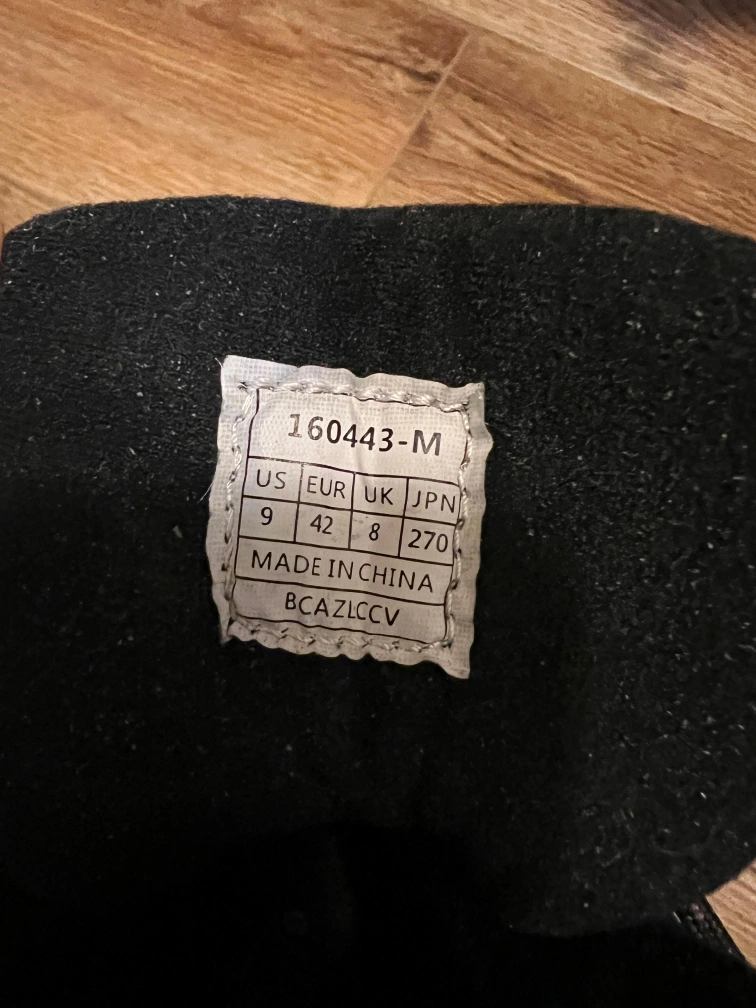 160443-M
US EUR UK JPN
9 42 8 270
MADE IN CHINA
BCAZLCCV